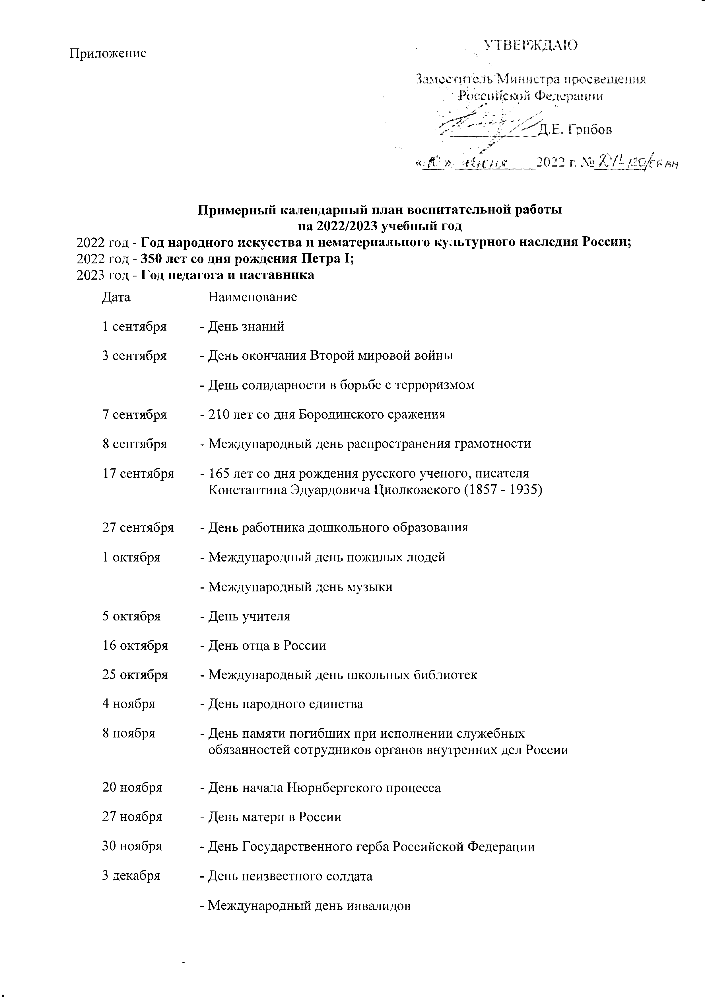 Приложение
УТВЕРЖДАЮ
Заместитель Министра просвещения
Российской Федерации
Д.Е. Грибов
«10» июня 2022 г. №
Примерный календарный план воспитательной работы
на 2022/2023 учебный год
2022 год - Год народного искусства и нематериального культурного наследия России;
2022 год - 350 лет со дня рождения Петра I;
2023 год - Год педагога и наставника
Дата Наименование
1 сентября - День знаний
3 сентября - День окончания Второй мировой войны
- День солидарности в борьбе с терроризмом
7 сентября - 210 лет со дня Бородинского сражения
8 сентября - Международный день распространения грамотности
17 сентября - 165 лет со дня рождения русского ученого, писателя
Константина Эдуардовича Циолковского (1857 - 1935)
27 сентября - День работника дошкольного образования
1 октября - Международный день пожилых людей
- Международный день музыки
5 октября - День учителя
16 октября - День отца в России
25 октября - Международный день школьных библиотек
4 ноября - День народного единства
8 ноября - День памяти погибших при исполнении служебных
обязанностей сотрудников органов внутренних дел России
20 ноября - День начала Нюрнбергского процесса
27 ноября - День матери в России
30 ноября - День Государственного герба Российской Федерации
3 декабря - День неизвестного солдата
- Международный день инвалидов